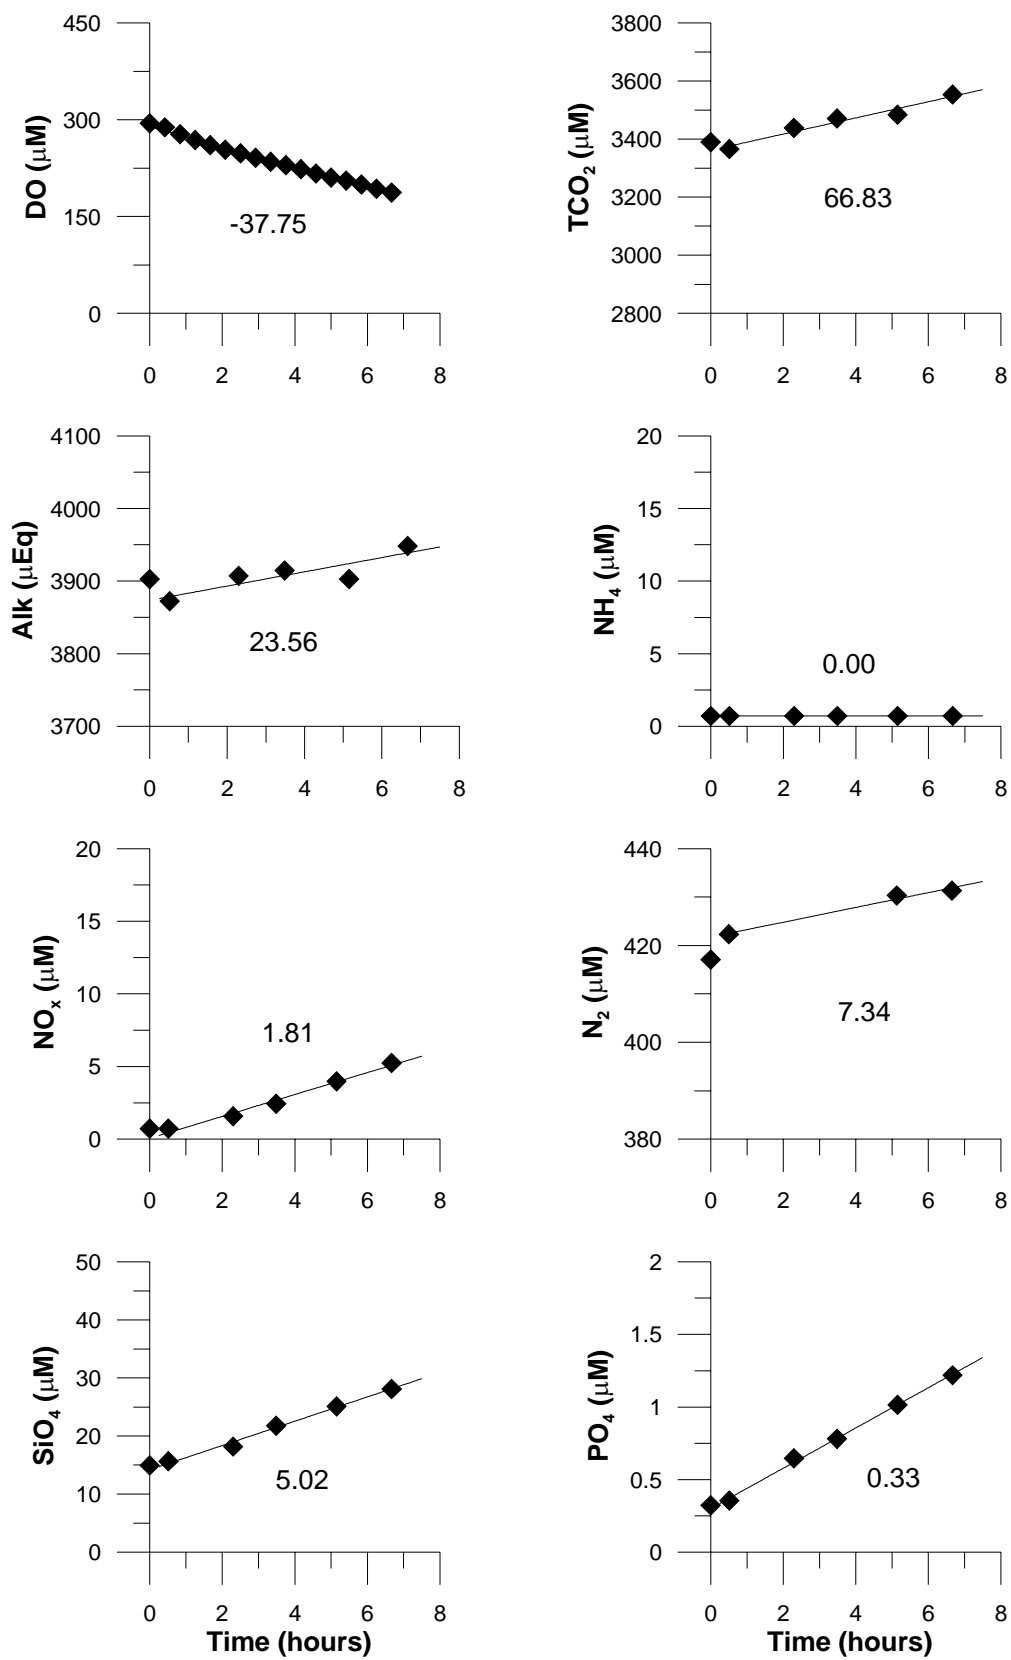 DO (μM)
450
300
150
0
-37.75
0 2 4 6 8
TCO2 (μM)
3800
3600
3400
3200
3000
2800
66.83
0 2 4 6 8
Alk (μEq)
4100
4000
3900
3800
3700
23.56
0 2 4 6 8
NH4 (μM)
20
15
10
5
0
0.00
0 2 4 6 8
NOx (μM)
20
15
10
5
0
1.81
0 2 4 6 8
N2 (μM)
440
420
400
380
7.34
0 2 4 6 8
SiO4 (μM)
50
40
30
20
10
0
5.02
0 2 4 6 8
Time (hours)
PO4 (μM)
2
1.5
1
0.5
0
0.33
0 2 4 6 8
Time (hours)